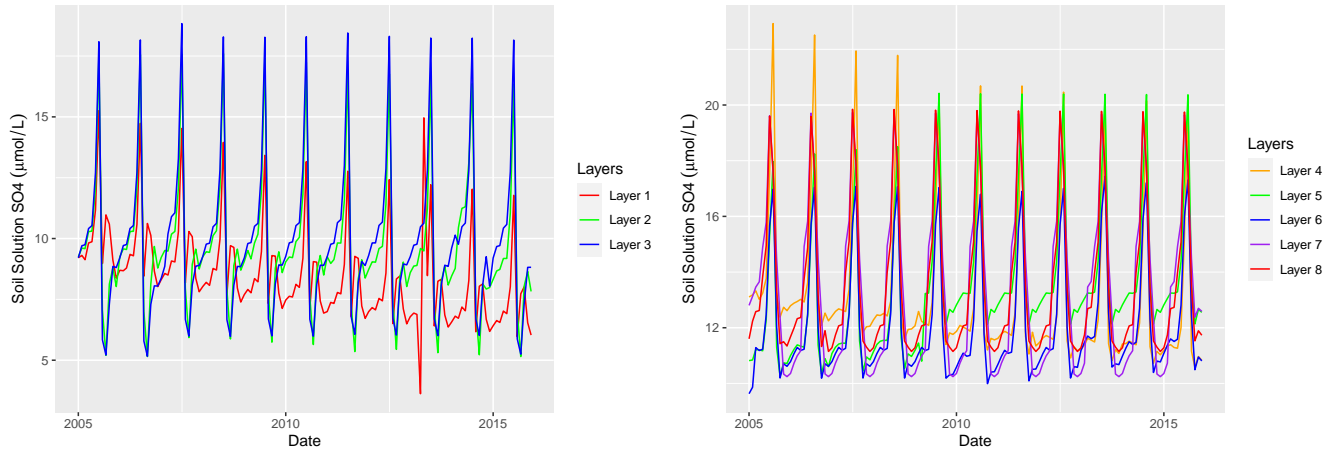 Soil Solution SO4 (μmol/L)
15
10
5
2005
2010
2015
Date
Layers
Layer 1
Layer 2
Layer 3
Soil Solution SO4 (μmol/L)
20
16
12
2005
2010
2015
Date
Layers
Layer 4
Layer 5
Layer 6
Layer 7
Layer 8